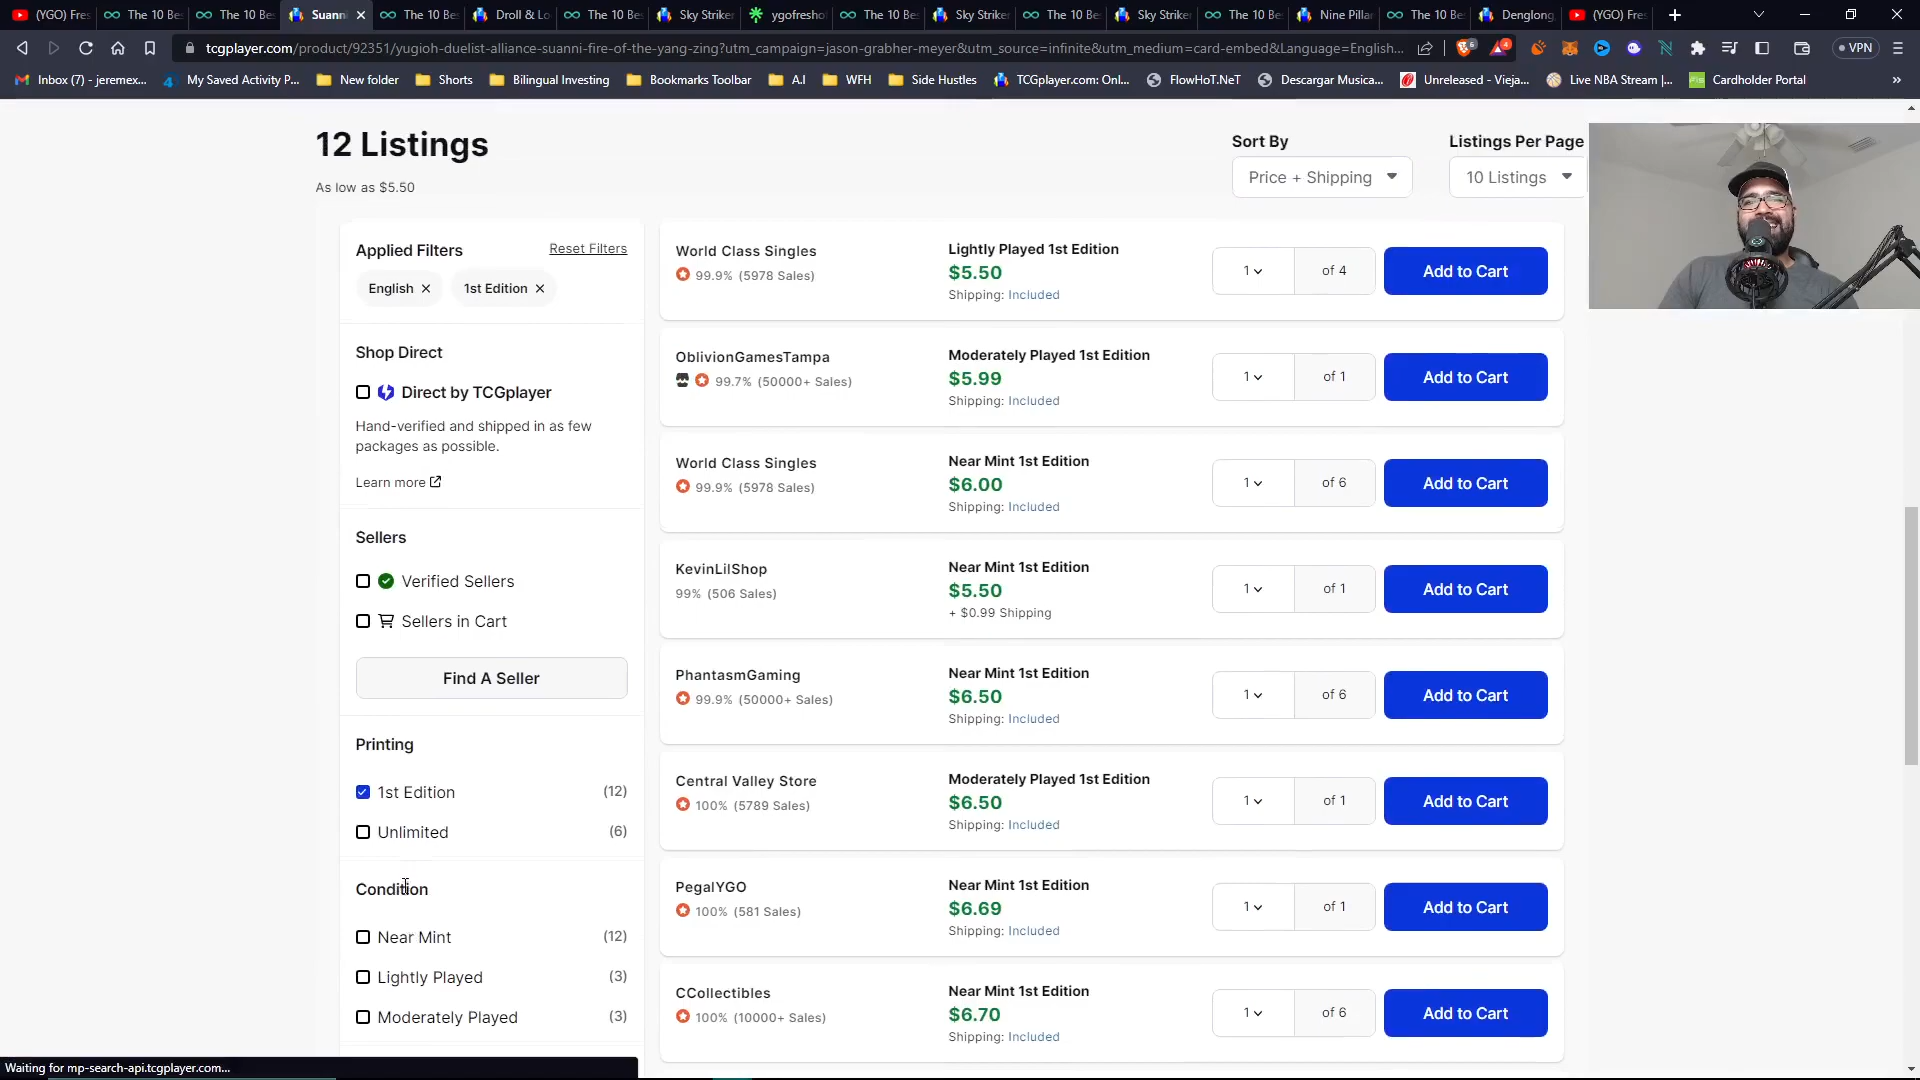 (YGO) Fres
The 10 Bes
The 10 Bes
Suanni
The 10 Bes
Droll & Lo
The 10 Bes
Sky Striker
ygofreshof
The 10 Bes
Sky Striker
The 10 Bes
Sky Striker
The 10 Bes
Nine Pillar
The 10 Bes
Denglong,
(YGO) Fres
tcgplayer.com/product/92351/yugioh-duelist-alliance-suanni-fire-of-the-yang-zing?utm_campaign=jason-grabher-meyer&utm_source=infinite&utm_medium=card-embed&Language=English...
VPN
Inbox (7) - jeremex...
My Saved Activity P...
New folder
Shorts
Bilingual Investing
Bookmarks Toolbar
A.I
WFH
Side Hustles
TCGplayer.com: Onl...
FlowHoT.NeT
Descargar Musica...
Unreleased - Vieja...
Live NBA Stream |...
Cardholder Portal
12 Listings
As low as $5.50
Sort By
Price + Shipping
Listings Per Page
10 Listings
Applied Filters
Reset Filters
English
1st Edition
Shop Direct
Direct by TCGplayer
Hand-verified and shipped in as few
packages as possible.
Learn more
Sellers
Verified Sellers
Sellers in Cart
Find A Seller
Printing
1st Edition (12)
Unlimited (6)
Condition
Near Mint (12)
Lightly Played (3)
Moderately Played (3)
World Class Singles
99.9% (5978 Sales)
Lightly Played 1st Edition
$5.50
Shipping: Included
1 of 4
Add to Cart
OblivionGamesTampa
99.7% (50000+ Sales)
Moderately Played 1st Edition
$5.99
Shipping: Included
1 of 1
Add to Cart
World Class Singles
99.9% (5978 Sales)
Near Mint 1st Edition
$6.00
Shipping: Included
1 of 6
Add to Cart
KevinLilShop
99% (506 Sales)
Near Mint 1st Edition
$5.50
+ $0.99 Shipping
1 of 1
Add to Cart
PhantasmGaming
99.9% (50000+ Sales)
Near Mint 1st Edition
$6.50
Shipping: Included
1 of 6
Add to Cart
Central Valley Store
100% (5789 Sales)
Moderately Played 1st Edition
$6.50
Shipping: Included
1 of 1
Add to Cart
PegalYGO
100% (581 Sales)
Near Mint 1st Edition
$6.69
Shipping: Included
1 of 1
Add to Cart
CCollectibles
100% (10000+ Sales)
Near Mint 1st Edition
$6.70
Shipping: Included
1 of 6
Add to Cart
Waiting for mp-search-api.tcgplayer.com...